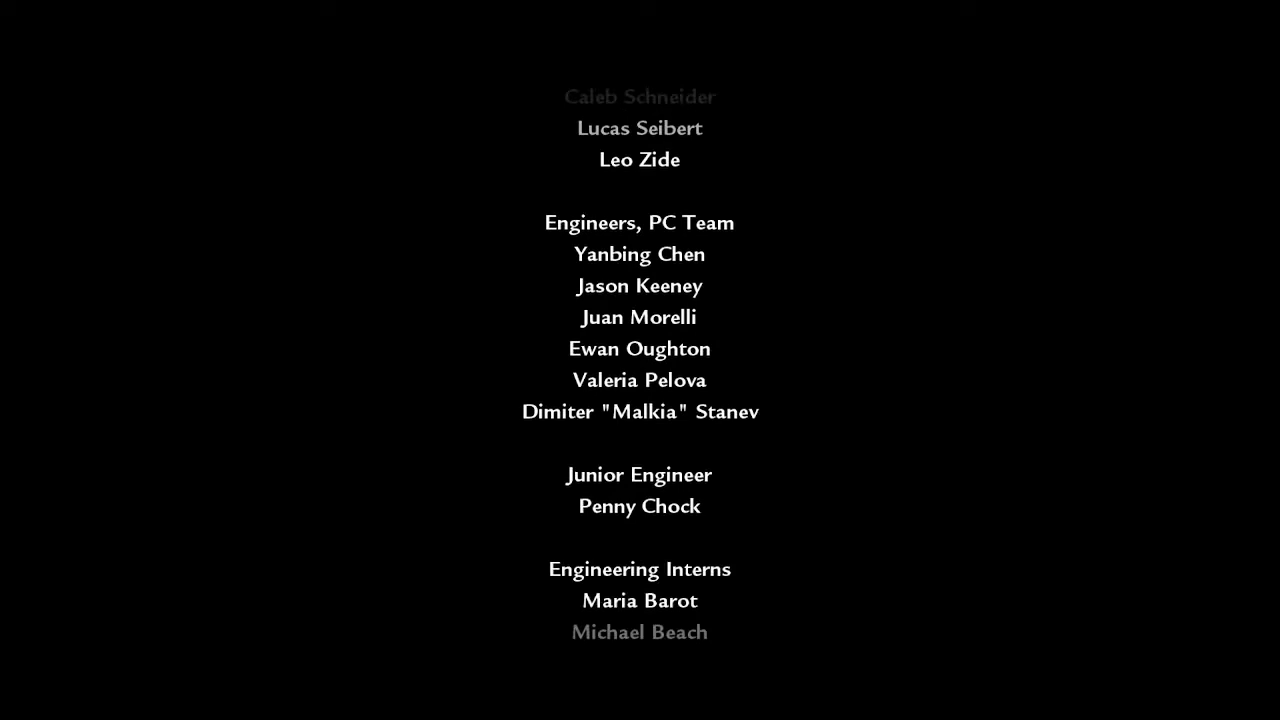 Caleb Schneider
Lucas Seibert
Leo Zide
Engineers, PC Team
Yanbing Chen
Jason Keeney
Juan Morelli
Ewan Oughton
Valeria Pelova
Dimiter "Malkia" Stanev
Junior Engineer
Penny Chock
Engineering Interns
Maria Barot
Michael Beach